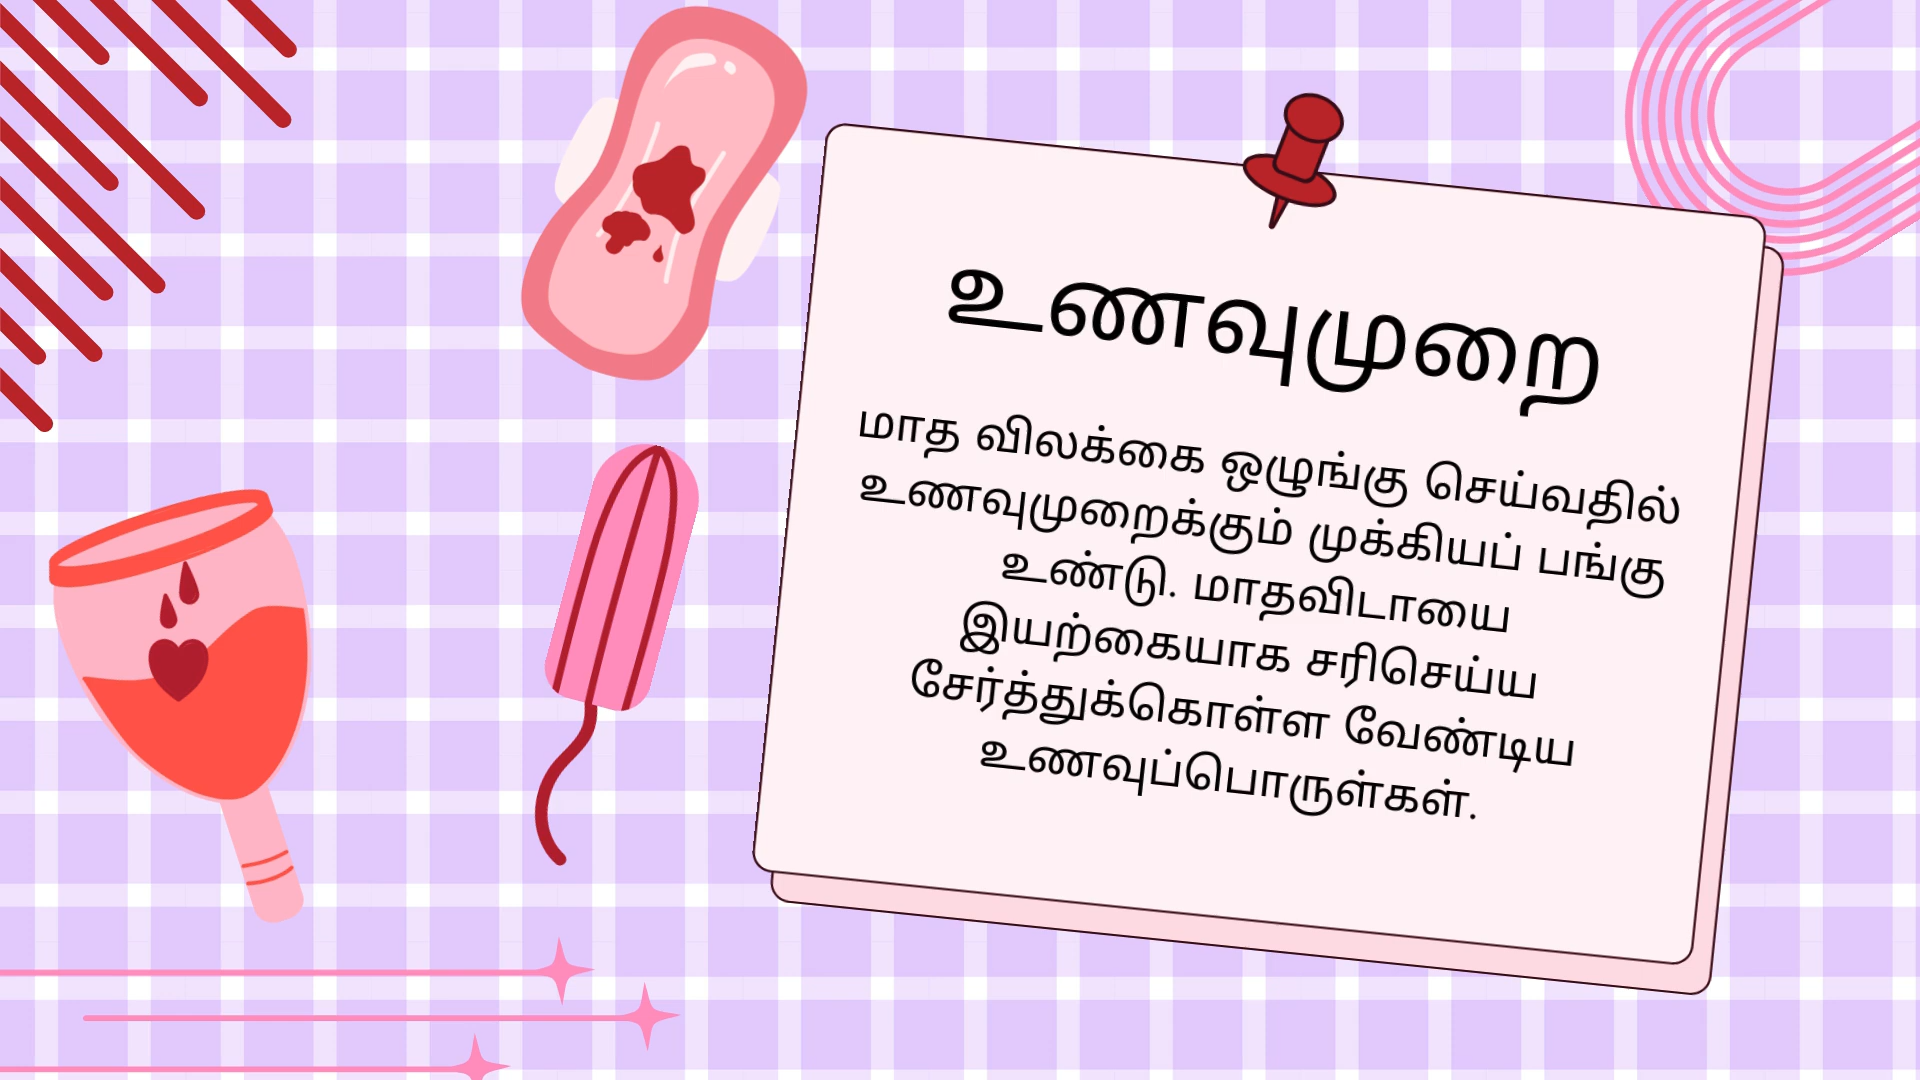 உணவுமுறை
மாத விலக்கை ஒழுங்கு செய்வதில்
உணவுமுறைக்கும் முக்கியப் பங்கு
உண்டு. மாதவிடாயை
இயற்கையாக சரிசெய்ய
சேர்த்துக்கொள்ள வேண்டிய
உணவுப்பொருள்கள்.